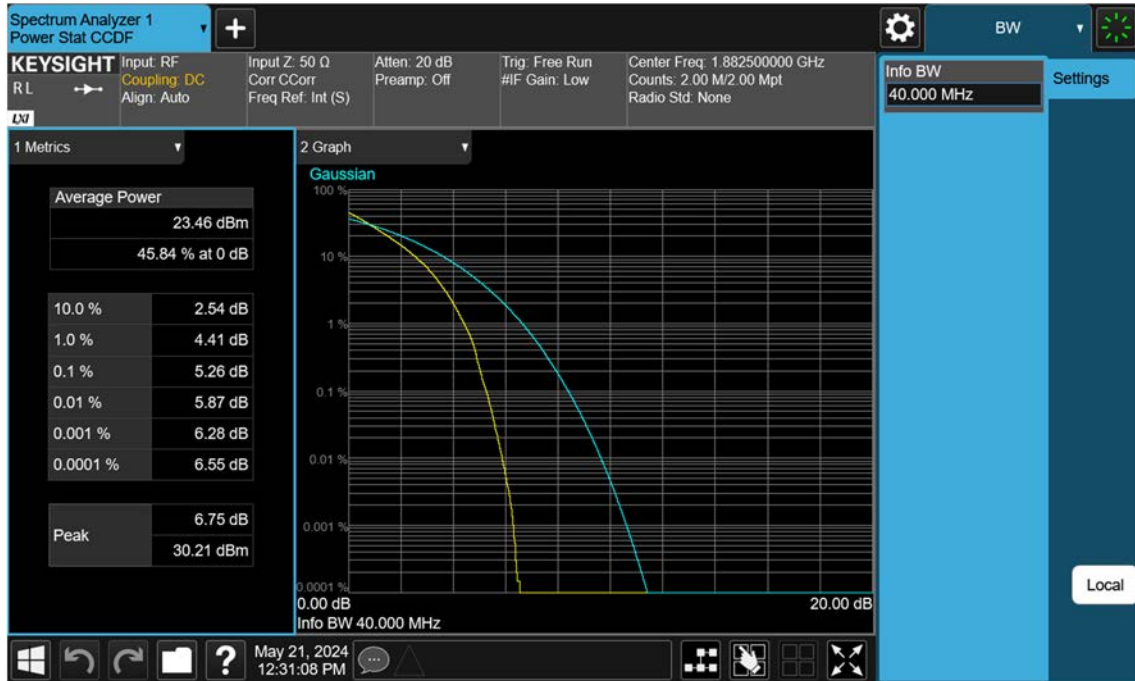 Spectrum Analyzer 1
Power Stat CCDF
+
BW
KEYSIGHT
RL
LXI
Input: RF
Coupling: DC
Align: Auto
Input Z: 50 Ω
Corr CCorr
Freq Ref: Int (S)
Atten: 20 dB
Preamp: Off
Trig: Free Run
#IF Gain: Low
Center Freq: 1.882500000 GHz
Counts: 2.00 M/2.00 Mpt
Radio Std: None
Info BW
40.000 MHz
Settings
1 Metrics
Average Power
23.46 dBm
45.84 % at 0 dB
10.0 % 2.54 dB
1.0 % 4.41 dB
0.1 % 5.26 dB
0.01 % 5.87 dB
0.001 % 6.28 dB
0.0001 % 6.55 dB
Peak
6.75 dB
30.21 dBm
2 Graph
Gaussian
100 %
10 %
1 %
0.1 %
0.01 %
0.001 %
0.0001 %
0.00 dB 20.00 dB
Info BW 40.000 MHz
Local
?
May 21, 2024
12:31:08 PM